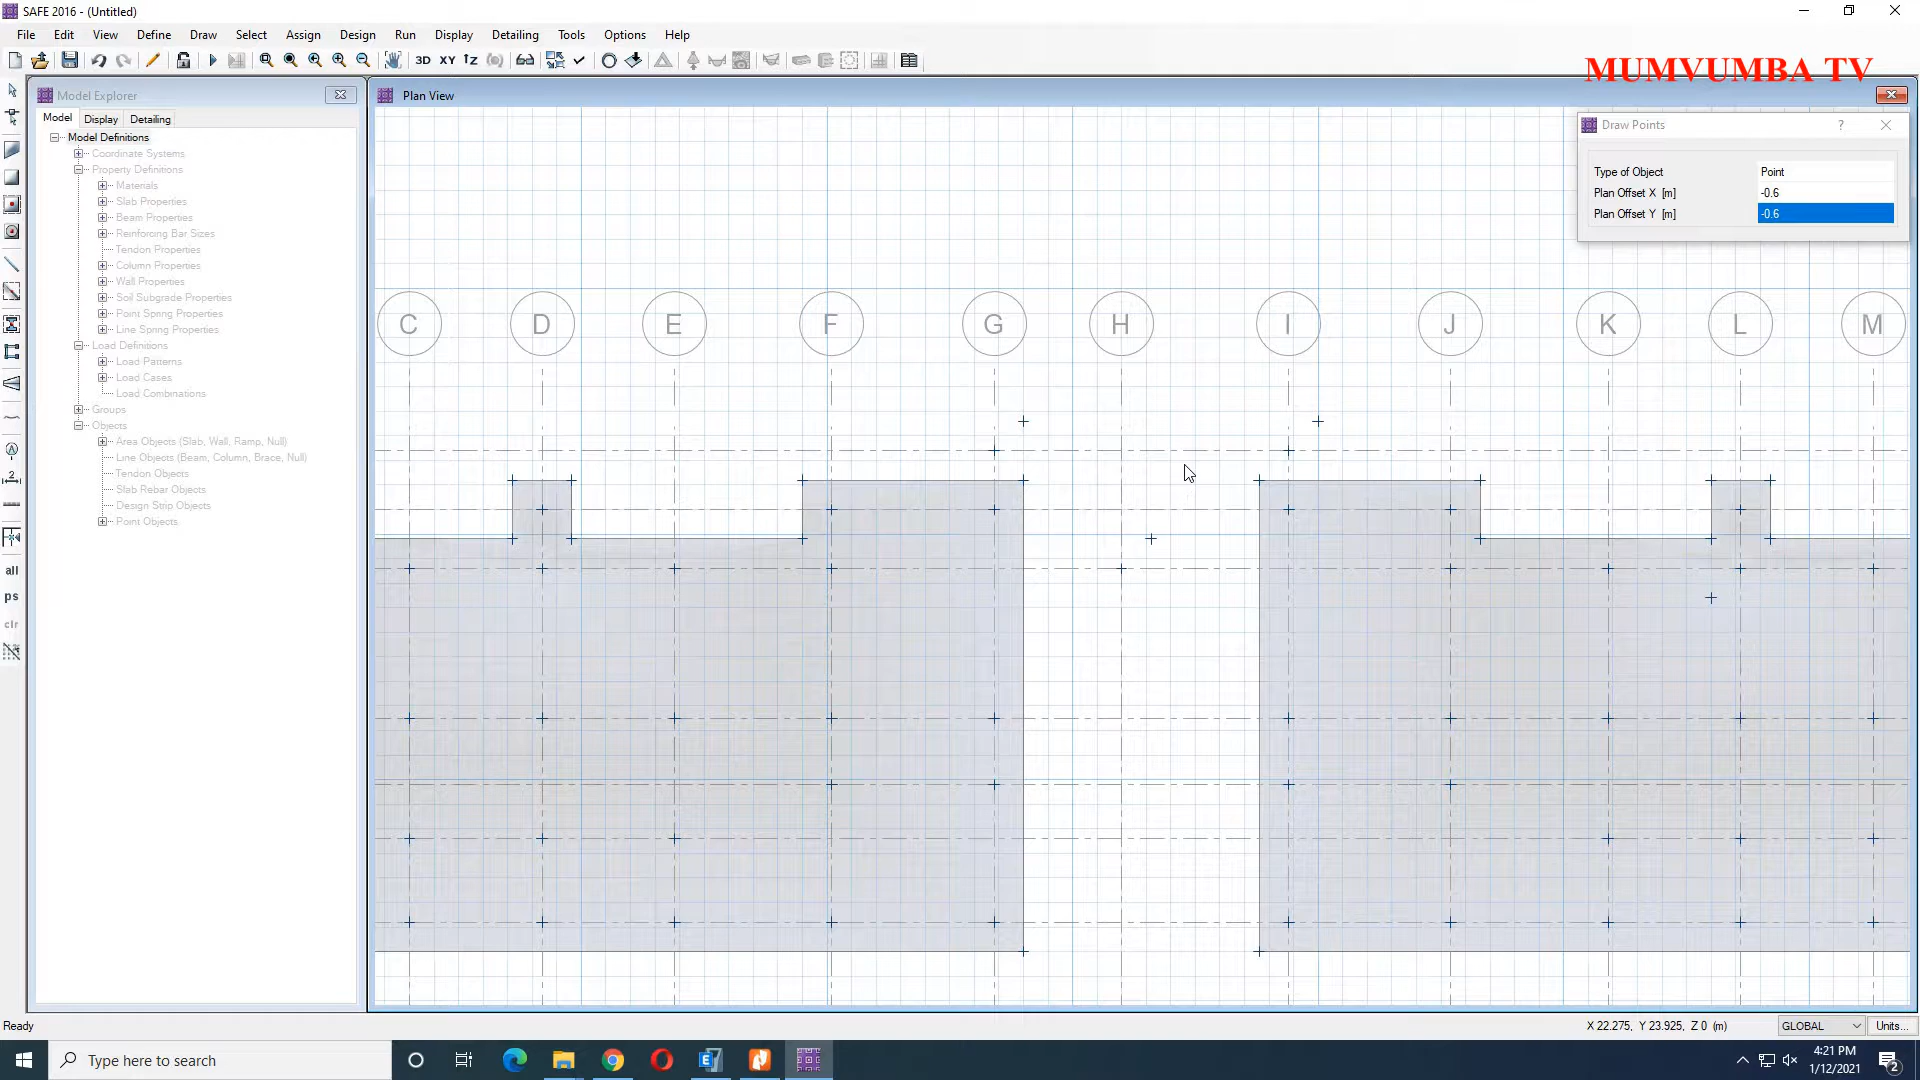 SAFE 2016 - (Untitled)
File Edit View Define Draw Select Assign Design Run Display Detailing Tools Options Help
3D XY
MUMVUMBA TV
Model Explorer
Plan View
Model Display Detailing
Draw Points ?
Model Definitions
Coordinate Systems
Property Definitions
Materials
Slab Properties
Beam Properties
Reinforcing Bar Sizes
Tendon Properties
Column Properties
Wall Properties
Soil Subgrade Properties
Point Spring Properties
Line Spring Properties
Load Definitions
Load Patterns
Load Cases
Load Combinations
Groups
Objects
Area Objects (Slab, Wall, Ramp, Null)
Line Objects (Beam, Column, Brace, Null)
Tendon Objects
Slab Rebar Objects
Design Strip Objects
Point Objects
Type of Object Point
Plan Offset X [m] -0.6
Plan Offset Y [m] -0.6
C D E F G H I J K L M
all
ps
clr
Ready
X 22.275, Y 23.925, Z 0 (m)
GLOBAL
Units...
Type here to search
4:21 PM
1/12/2021
2